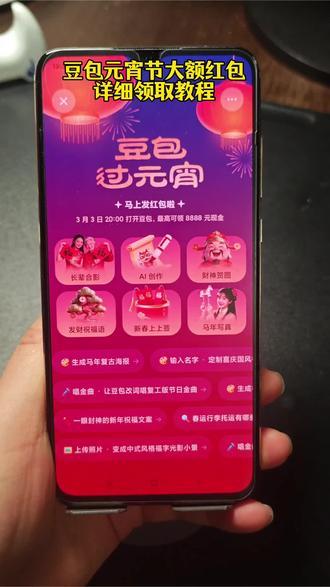 豆包元宵节大额红包
详细领取教程
豆包
过元宵
马上发红包啦
3 月 3 日 20:00 打开豆包，最高可领 8888 元现金
长辈合影
AI 创作
财神贺图
发财祝福语
新春上上签
马年写真
生成马年复古海报 →
输入名字 · 定制喜庆国风
唱金曲 · 让豆包改词唱复工版节日金曲 →
生成
一眼封神的新年祝福文案 →
春运行李托运有哪些
上传照片 · 变成中式风格福字光影小景 →
唱金曲